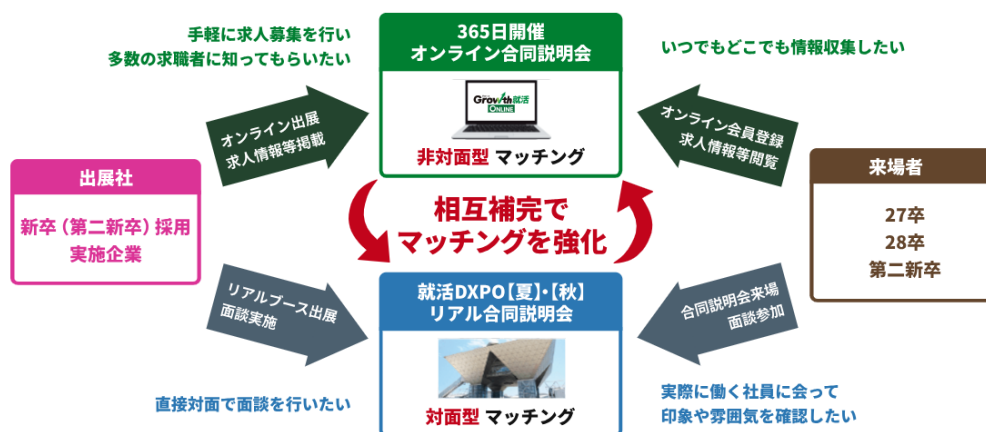 手軽に求人募集を行い
多数の求職者に知ってもらいたい
365日開催
オンライン合同説明会
いつでもどこでも情報収集したい
Growth就活
ONLINE
非対面型 マッチング
オンライン出展
求人情報等掲載
オンライン会員登録
求人情報等閲覧
出展社
新卒（第二新卒）採用
実施企業
来場者
27卒
28卒
第二新卒
相互補完で
マッチングを強化
リアルブース出展
面談実施
就活DXPO【夏】・【秋】
リアル合同説明会
合同説明会来場
面談参加
対面型 マッチング
直接対面で面談を行いたい
実際に働く社員に会って
印象や雰囲気を確認したい